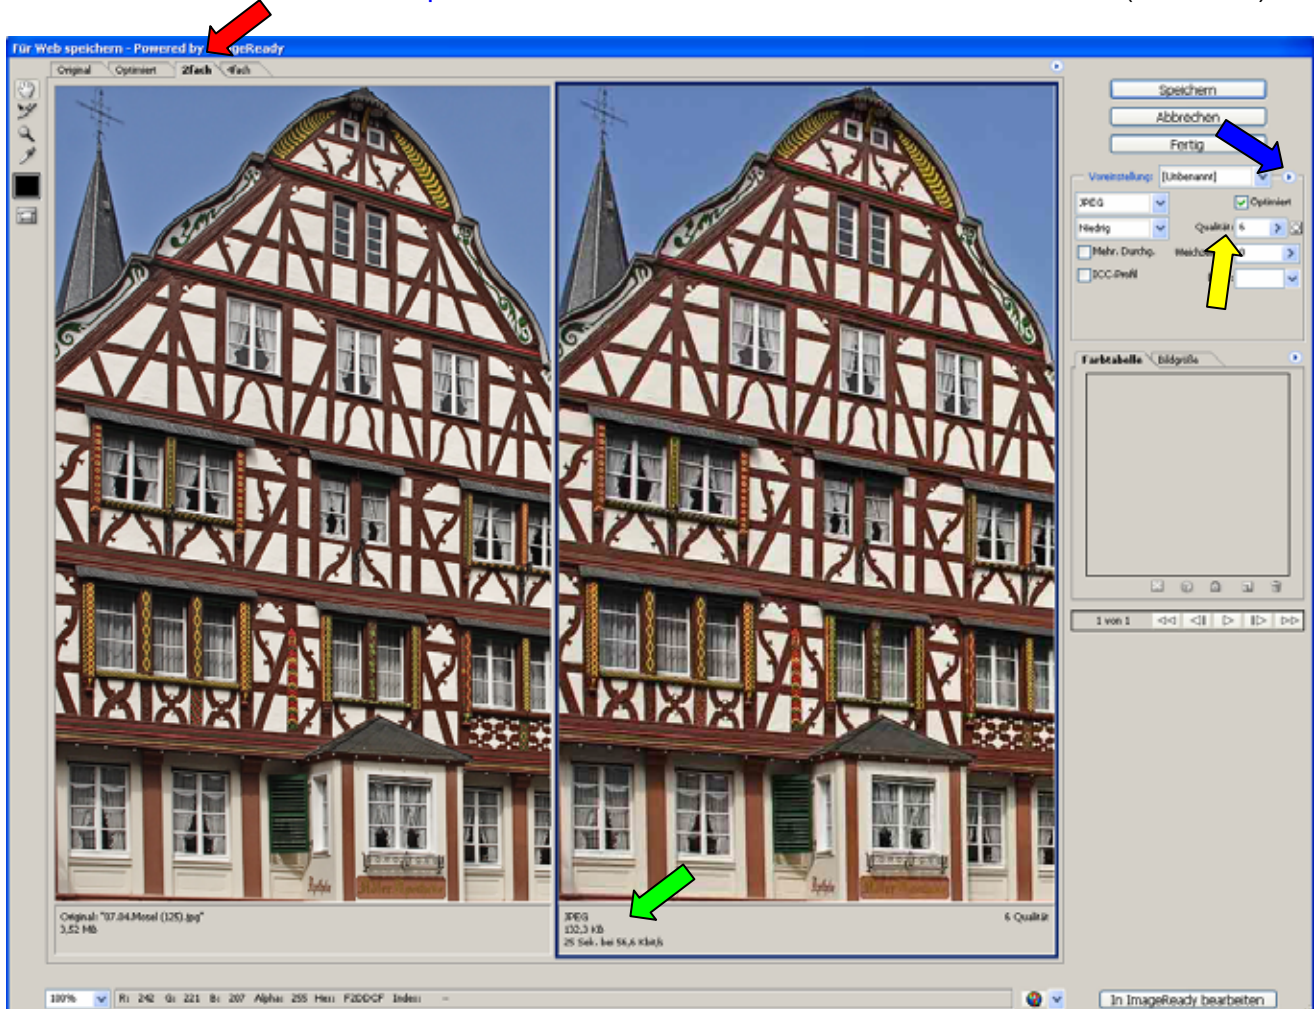 Für Web speichern - Powered by ImageReady
Original Optimiert 2fach 4fach
Speichern
Abbrechen
Fertig
Voreinstellung: [Unbenannt]
JPEG Optimiert
Niedrig Qualität: 6
Mehr. Durchg.
ICC-Profil
Farbtabelle Bildgröße
1 von 1
Apotheke
Original: "07.04.Mosel (125).jpg"
3,52 MB
JPEG 6 Qualität
132,3 KB
25 Sek. bei 56,6 Kbit/s
100% R: 242 G: 221 B: 207 Alpha: 255 Hex: F2DDCF Index: --
In ImageReady bearbeiten